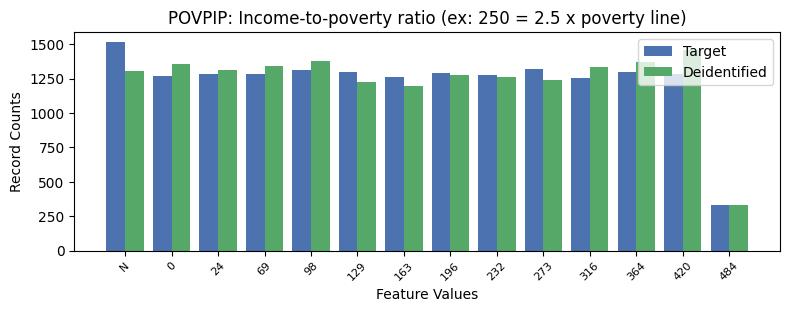 POVPIP: Income-to-poverty ratio (ex: 250 = 2.5 x poverty line)
Target
Deidentified
Record Counts
1500
1250
1000
750
500
250
0
N 0 24 69 98 129 163 196 232 273 316 364 420 484
Feature Values